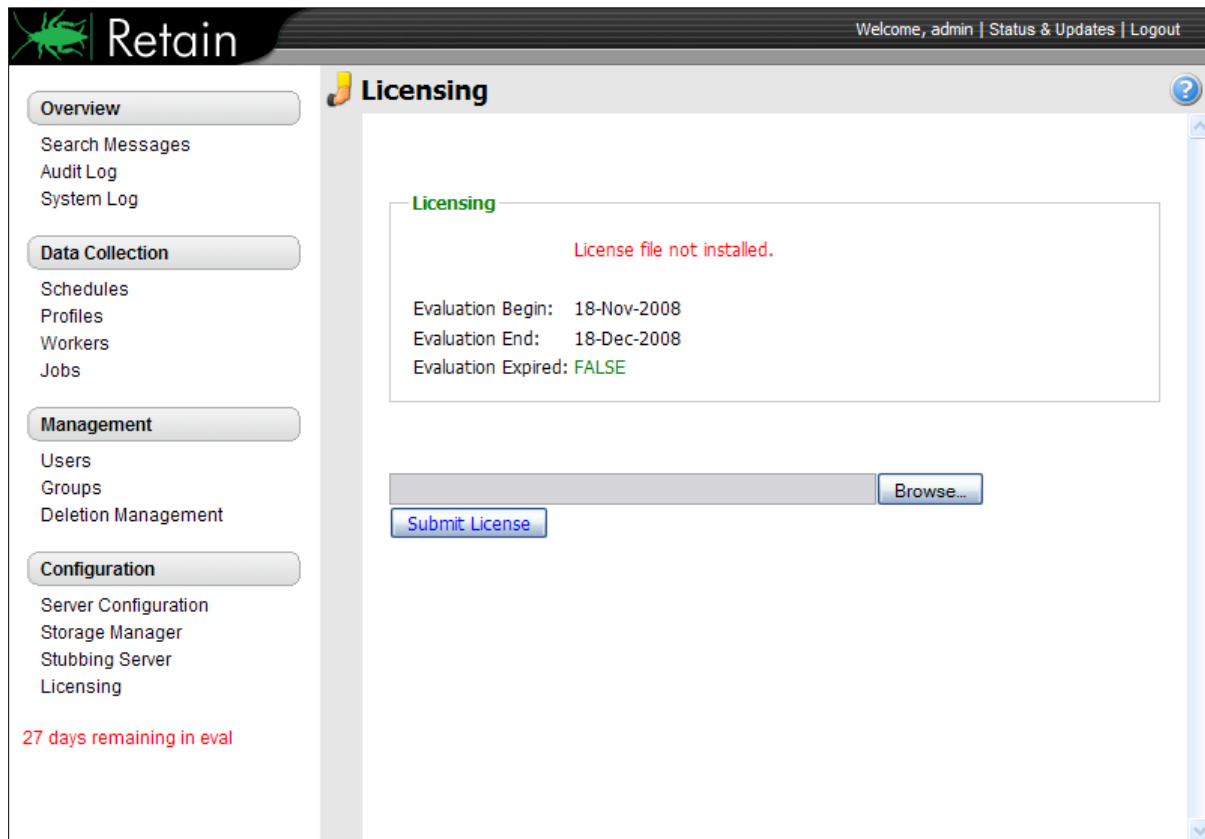 Retain
Welcome, admin | Status & Updates | Logout
Overview
Search Messages
Audit Log
System Log
Data Collection
Schedules
Profiles
Workers
Jobs
Management
Users
Groups
Deletion Management
Configuration
Server Configuration
Storage Manager
Stubbing Server
Licensing
27 days remaining in eval
Licensing
?
Licensing
License file not installed.
Evaluation Begin: 18-Nov-2008
Evaluation End: 18-Dec-2008
Evaluation Expired: FALSE
Browse...
Submit License